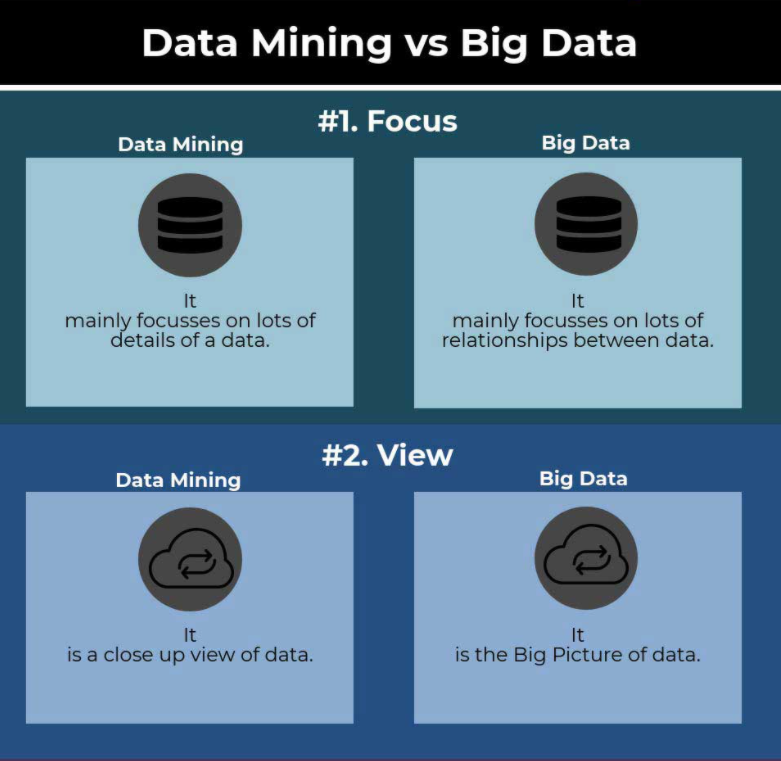 Data Mining vs Big Data
#1. Focus
Data Mining
Big Data
It
mainly focusses on lots of
details of a data.
It
mainly focusses on lots of
relationships between data.
#2. View
Data Mining
Big Data
It
is a close up view of data.
It
is the Big Picture of data.